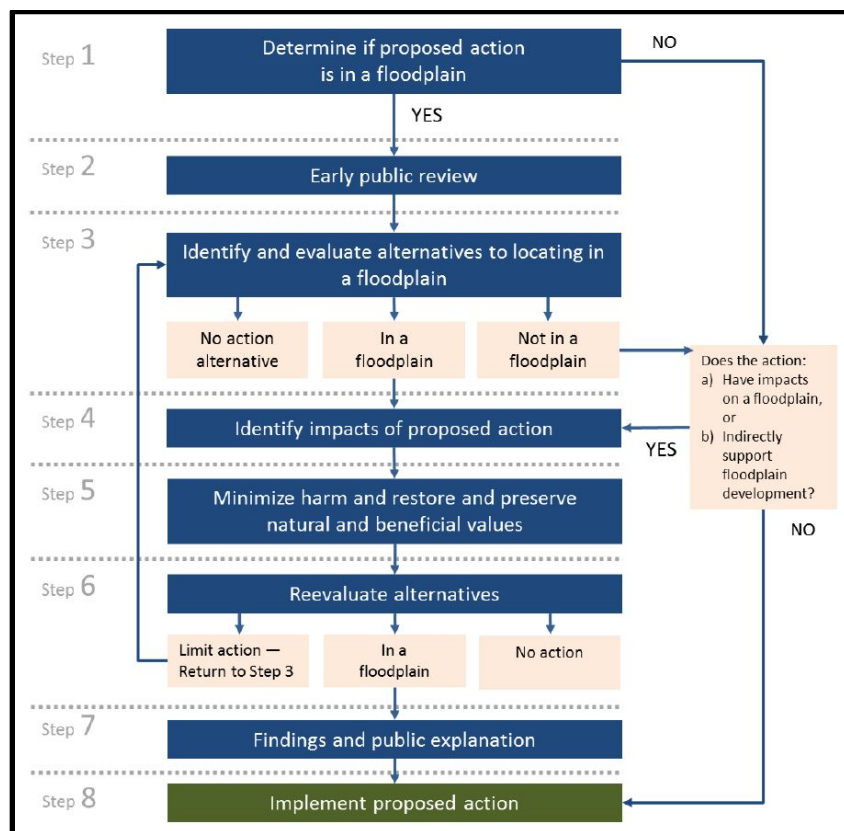 Step 1
Determine if proposed action
is in a floodplain
NO
YES
Step 2
Early public review
Step 3
Identify and evaluate alternatives to locating in
a floodplain
No action
alternative
In a
floodplain
Not in a
floodplain
Does the action:
a) Have impacts
on a floodplain,
or
b) Indirectly
support
floodplain
development?
Step 4
Identify impacts of proposed action
YES
Step 5
Minimize harm and restore and preserve
natural and beneficial values
NO
Step 6
Reevaluate alternatives
Limit action —
Return to Step 3
In a
floodplain
No action
Step 7
Findings and public explanation
Step 8
Implement proposed action